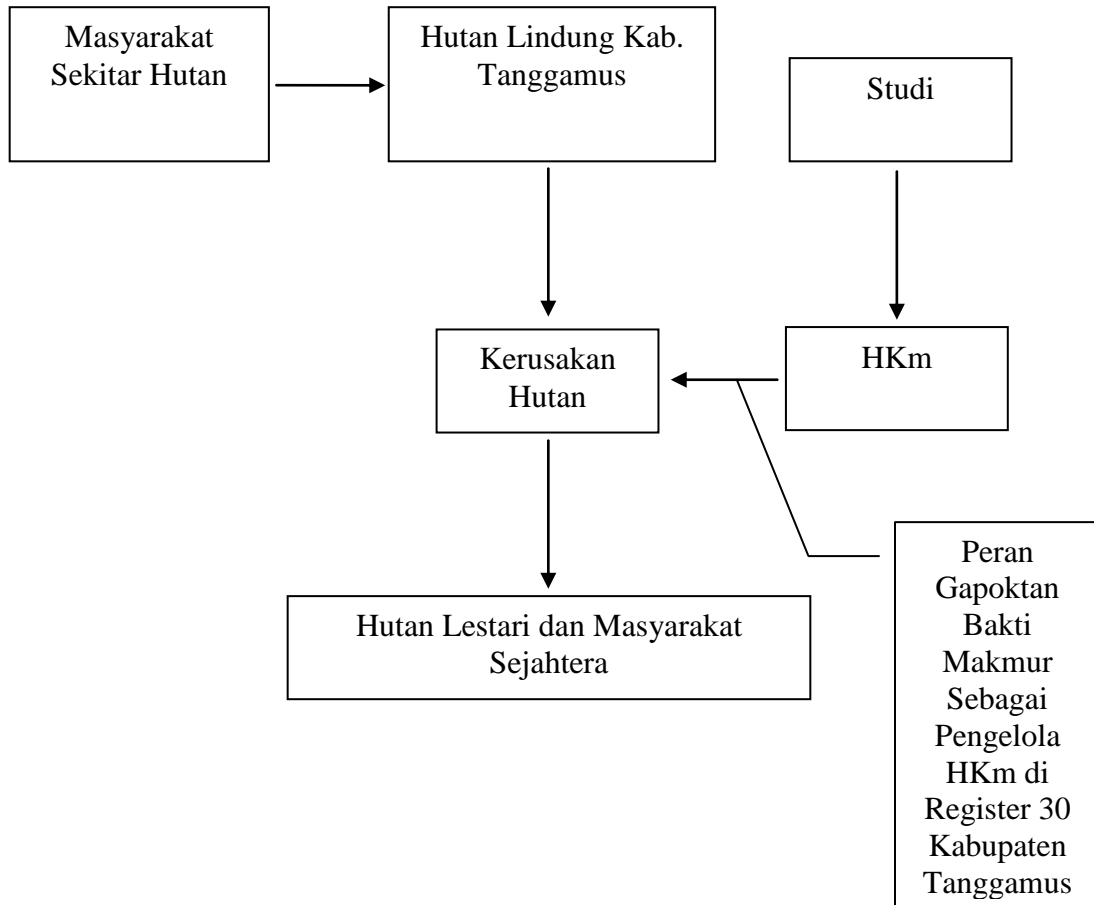 Masyarakat
Sekitar Hutan
Hutan Lindung Kab.
Tanggamus
Studi
Kerusakan
Hutan
HKm
Hutan Lestari dan Masyarakat
Sejahtera
Peran
Gapoktan
Bakti
Makmur
Sebagai
Pengelola
HKm di
Register 30
Kabupaten
Tanggamus